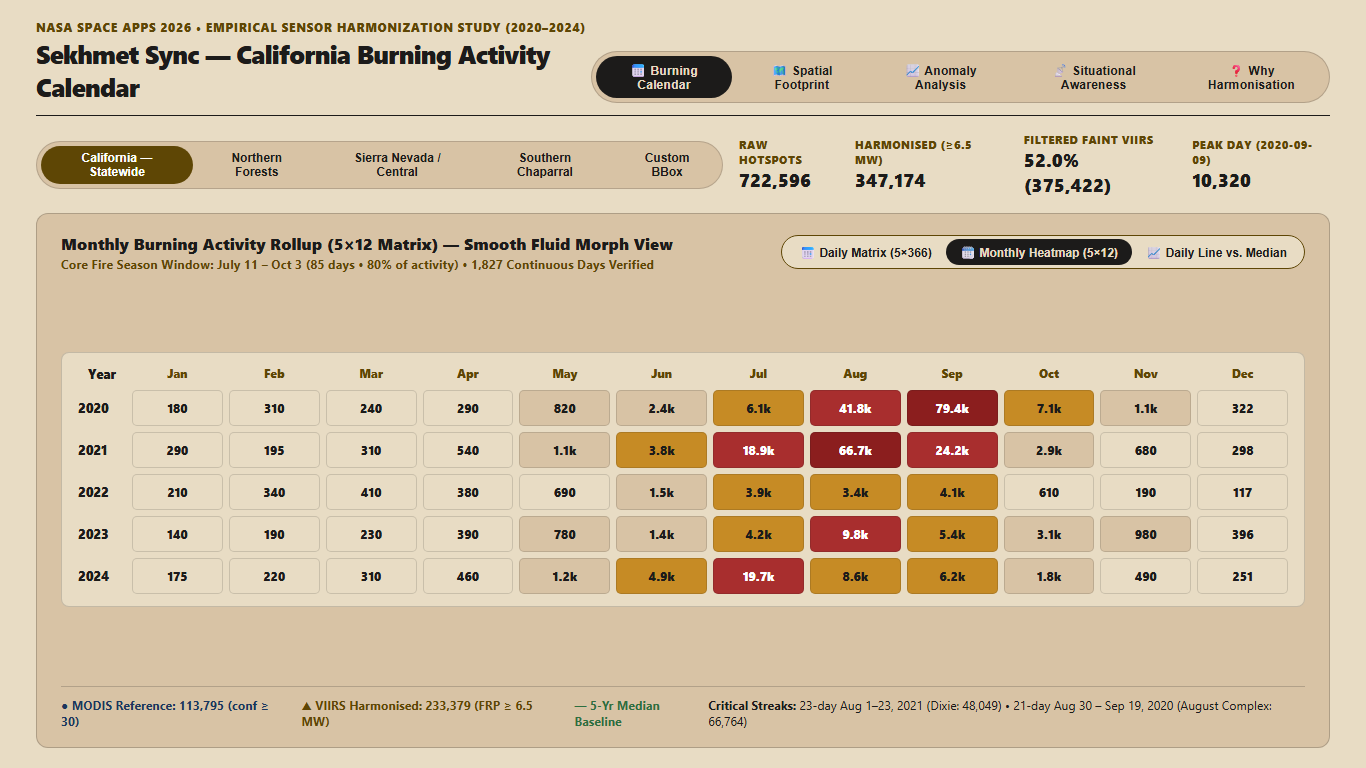 NASA SPACE APPS 2026 • EMPIRICAL SENSOR HARMONIZATION STUDY (2020–2024)
Sekhmet Sync — California Burning Activity
Calendar
Burning
Calendar
Spatial
Footprint
Anomaly
Analysis
Situational
Awareness
Why
Harmonisation
California —
Statewide
Northern
Forests
Sierra Nevada /
Central
Southern
Chaparral
Custom
BBox
RAW
HOTSPOTS
722,596
HARMONISED (≥6.5
MW)
347,174
FILTERED FAINT VIIRS
52.0%
(375,422)
PEAK DAY (2020-09-
09)
10,320
Monthly Burning Activity Rollup (5×12 Matrix) — Smooth Fluid Morph View
Core Fire Season Window: July 11 – Oct 3 (85 days • 80% of activity) • 1,827 Continuous Days Verified
Daily Matrix (5×366)
Monthly Heatmap (5×12)
Daily Line vs. Median
Year Jan Feb Mar Apr May Jun Jul Aug Sep Oct Nov Dec
2020 180 310 240 290 820 2.4k 6.1k 41.8k 79.4k 7.1k 1.1k 322
2021 290 195 310 540 1.1k 3.8k 18.9k 66.7k 24.2k 2.9k 680 298
2022 210 340 410 380 690 1.5k 3.9k 3.4k 4.1k 610 190 117
2023 140 190 230 390 780 1.4k 4.2k 9.8k 5.4k 3.1k 980 396
2024 175 220 310 460 1.2k 4.9k 19.7k 8.6k 6.2k 1.8k 490 251
● MODIS Reference: 113,795 (conf ≥
30)
▲ VIIRS Harmonised: 233,379 (FRP ≥ 6.5
MW)
— 5-Yr Median
Baseline
Critical Streaks: 23-day Aug 1–23, 2021 (Dixie: 48,049) • 21-day Aug 30 – Sep 19, 2020 (August Complex:
66,764)